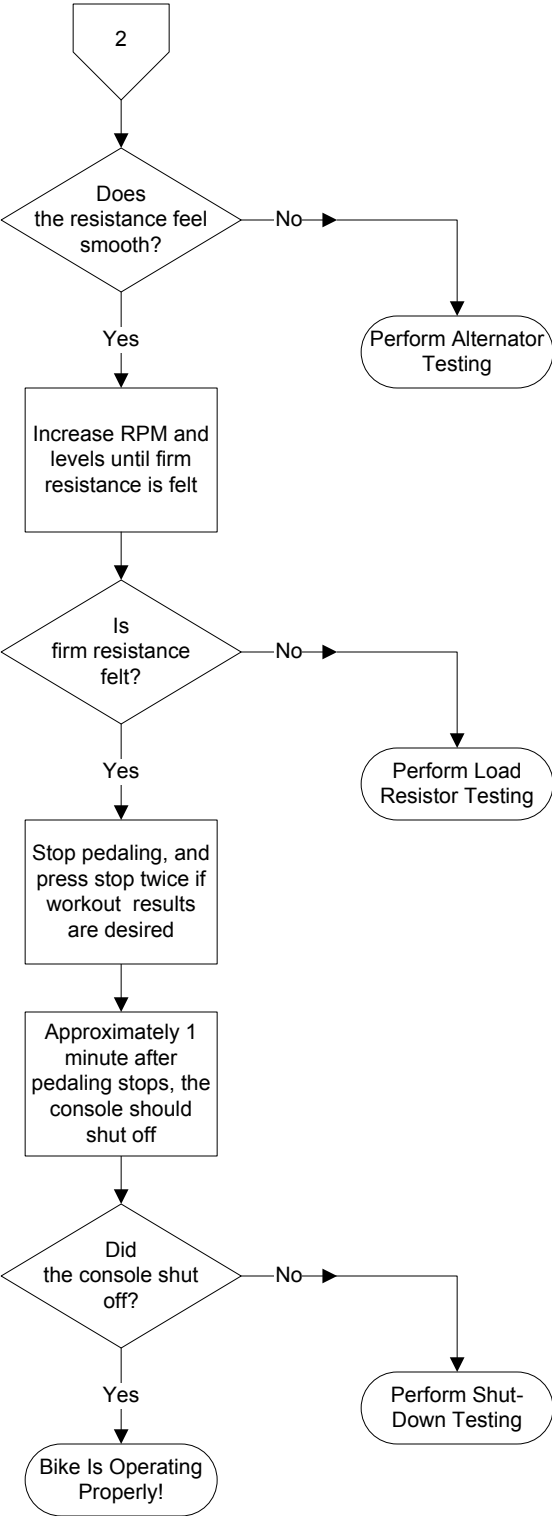 2
Does
the resistance feel
smooth?
No
Perform Alternator
Testing
Yes
Increase RPM and
levels until firm
resistance is felt
Is
firm resistance
felt?
No
Perform Load
Resistor Testing
Yes
Stop pedaling, and
press stop twice if
workout results
are desired
Approximately 1
minute after
pedaling stops, the
console should
shut off
Did
the console shut
off?
No
Perform Shut-
Down Testing
Yes
Bike Is Operating
Properly!